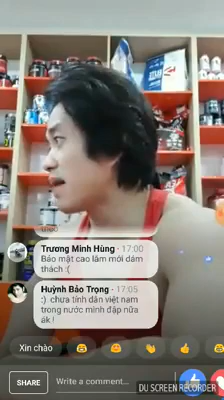 Trương Minh Hùng · 17:00
Bảo mật cao lắm mới dám
thách :(
Huỳnh Bảo Trọng · 17:05
:) chưa tính dân việt nam
trong nước mình đập nữa
ák !
Xin chào
SHARE
Write a comment...
DU SCREEN RECORDER